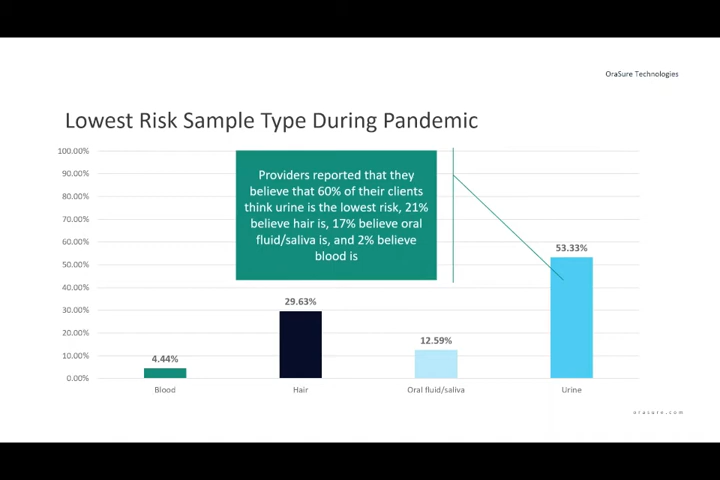 OraSure Technologies
Lowest Risk Sample Type During Pandemic
100.00%
90.00%
80.00%
70.00%
60.00%
50.00%
40.00%
30.00%
20.00%
10.00%
0.00%
Providers reported that they
believe that 60% of their clients
think urine is the lowest risk, 21%
believe hair is, 17% believe oral
fluid/saliva is, and 2% believe
blood is
4.44%
29.63%
12.59%
53.33%
Blood
Hair
Oral fluid/saliva
Urine
orasure.com